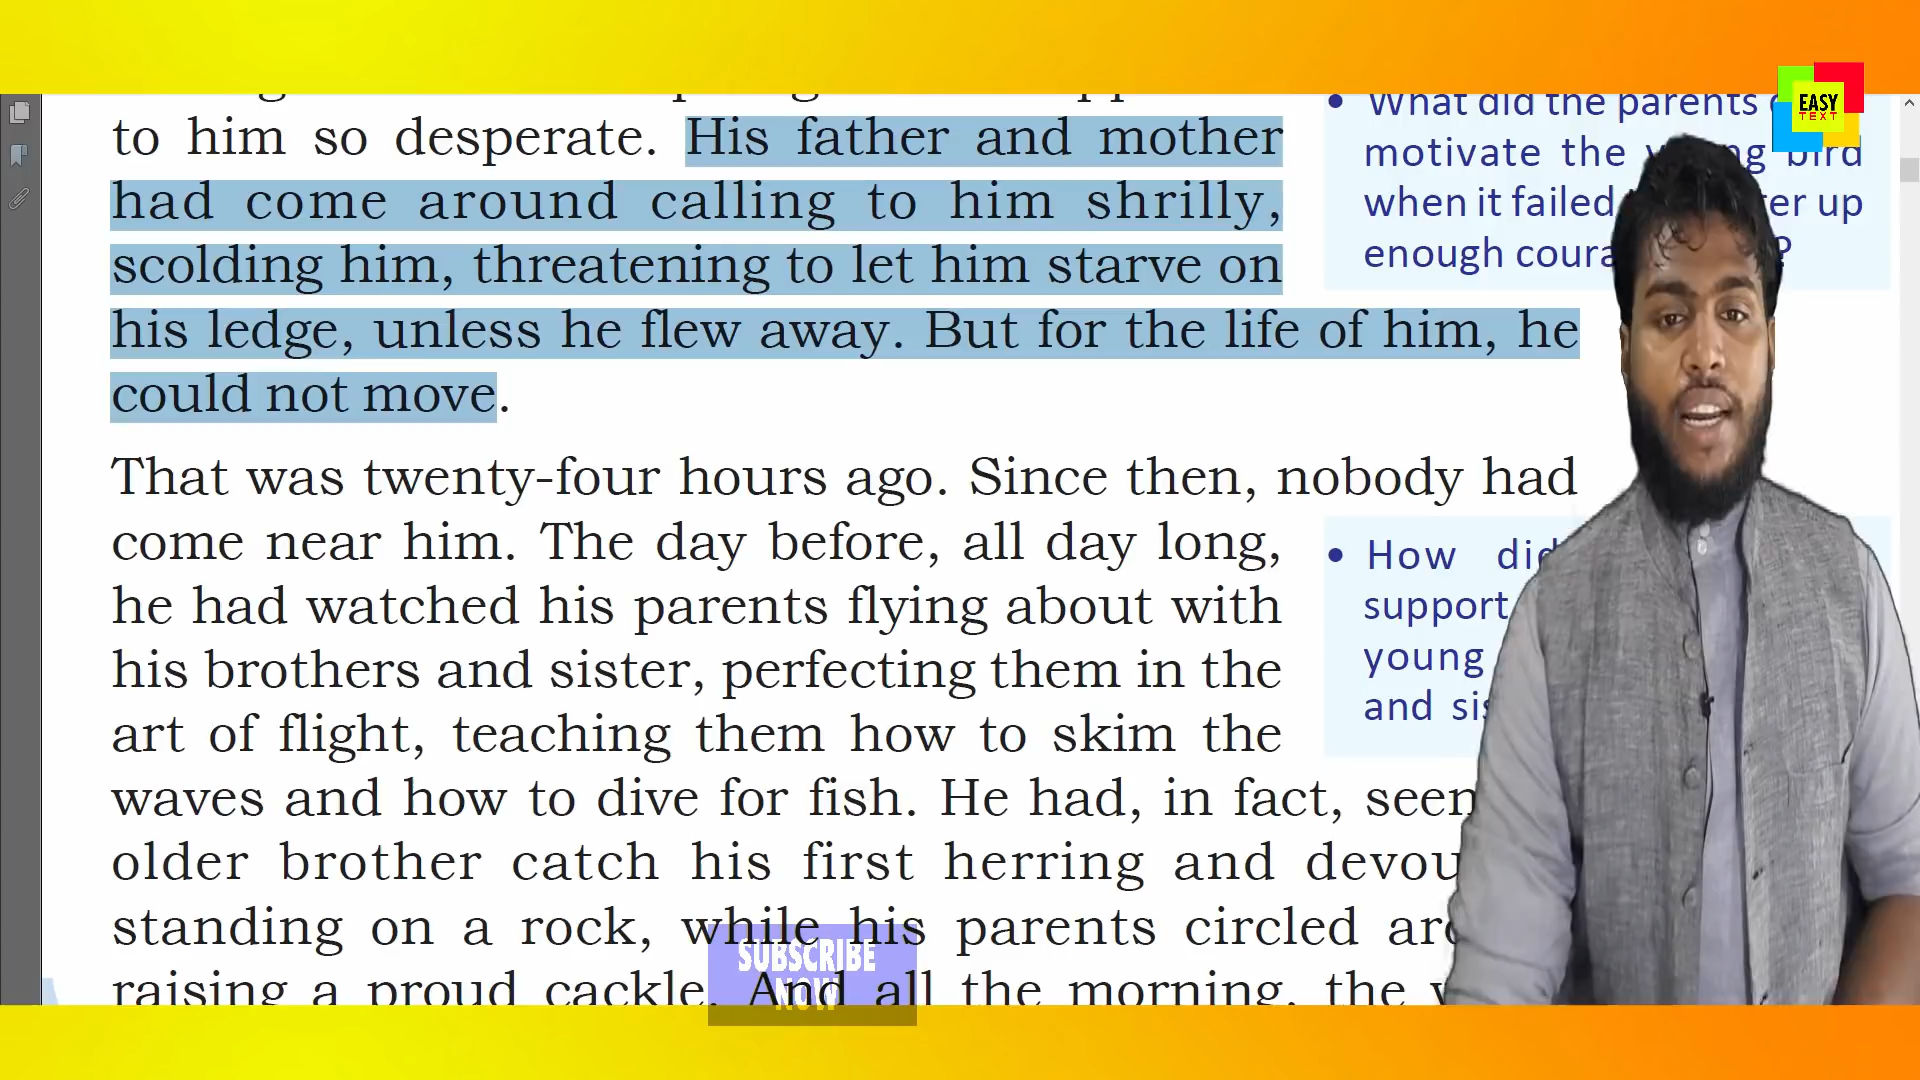 to him so desperate. His father and mother
had come around calling to him shrilly,
scolding him, threatening to let him starve on
his ledge, unless he flew away. But for the life of him, he
could not move.
That was twenty-four hours ago. Since then, nobody had
come near him. The day before, all day long,
he had watched his parents flying about with
his brothers and sister, perfecting them in the
art of flight, teaching them how to skim the
waves and how to dive for fish. He had, in fact, seen
older brother catch his first herring and
standing on a rock, while his parents circled
raising a proud cackle. And all the morning, the
• What did the parents
motivate the bird
when it failed up
enough
• How did
support
young
and
EASY
TEXT
SUBSCRIBE
NOW